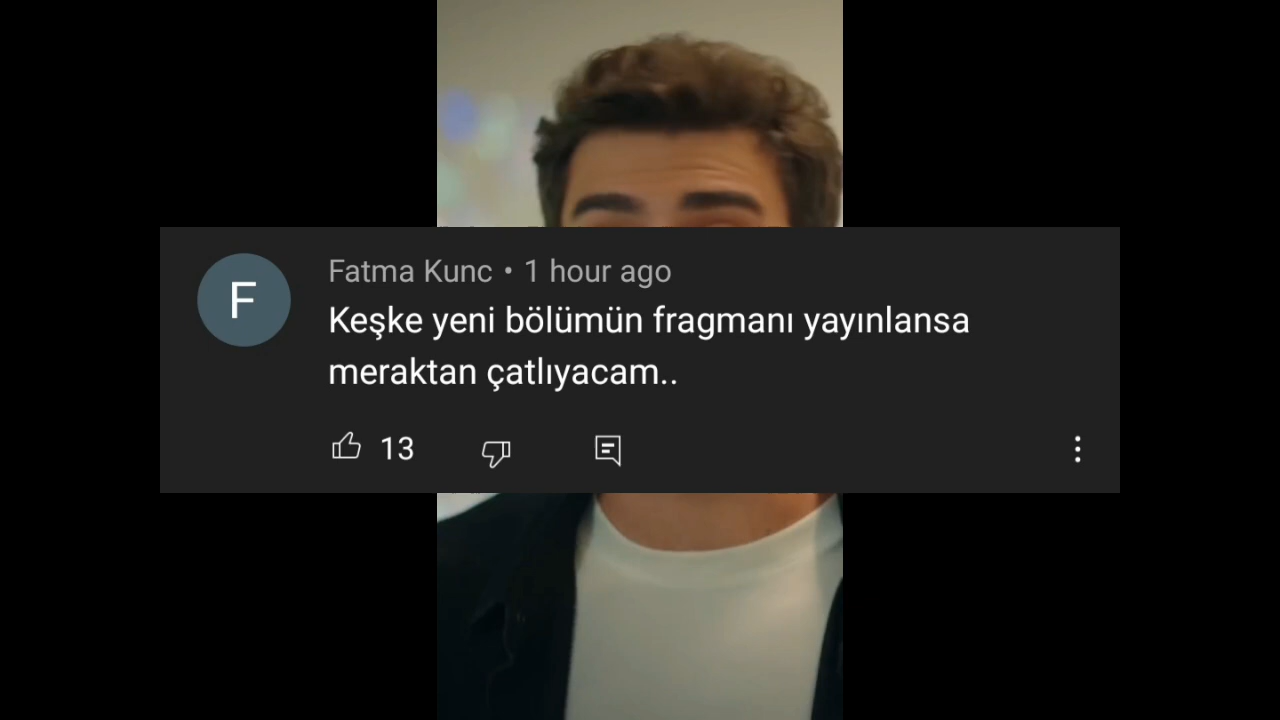 F
Fatma Kunc • 1 hour ago
Keşke yeni bölümün fragmanı yayınlansa
meraktan çatlıyacam..
13